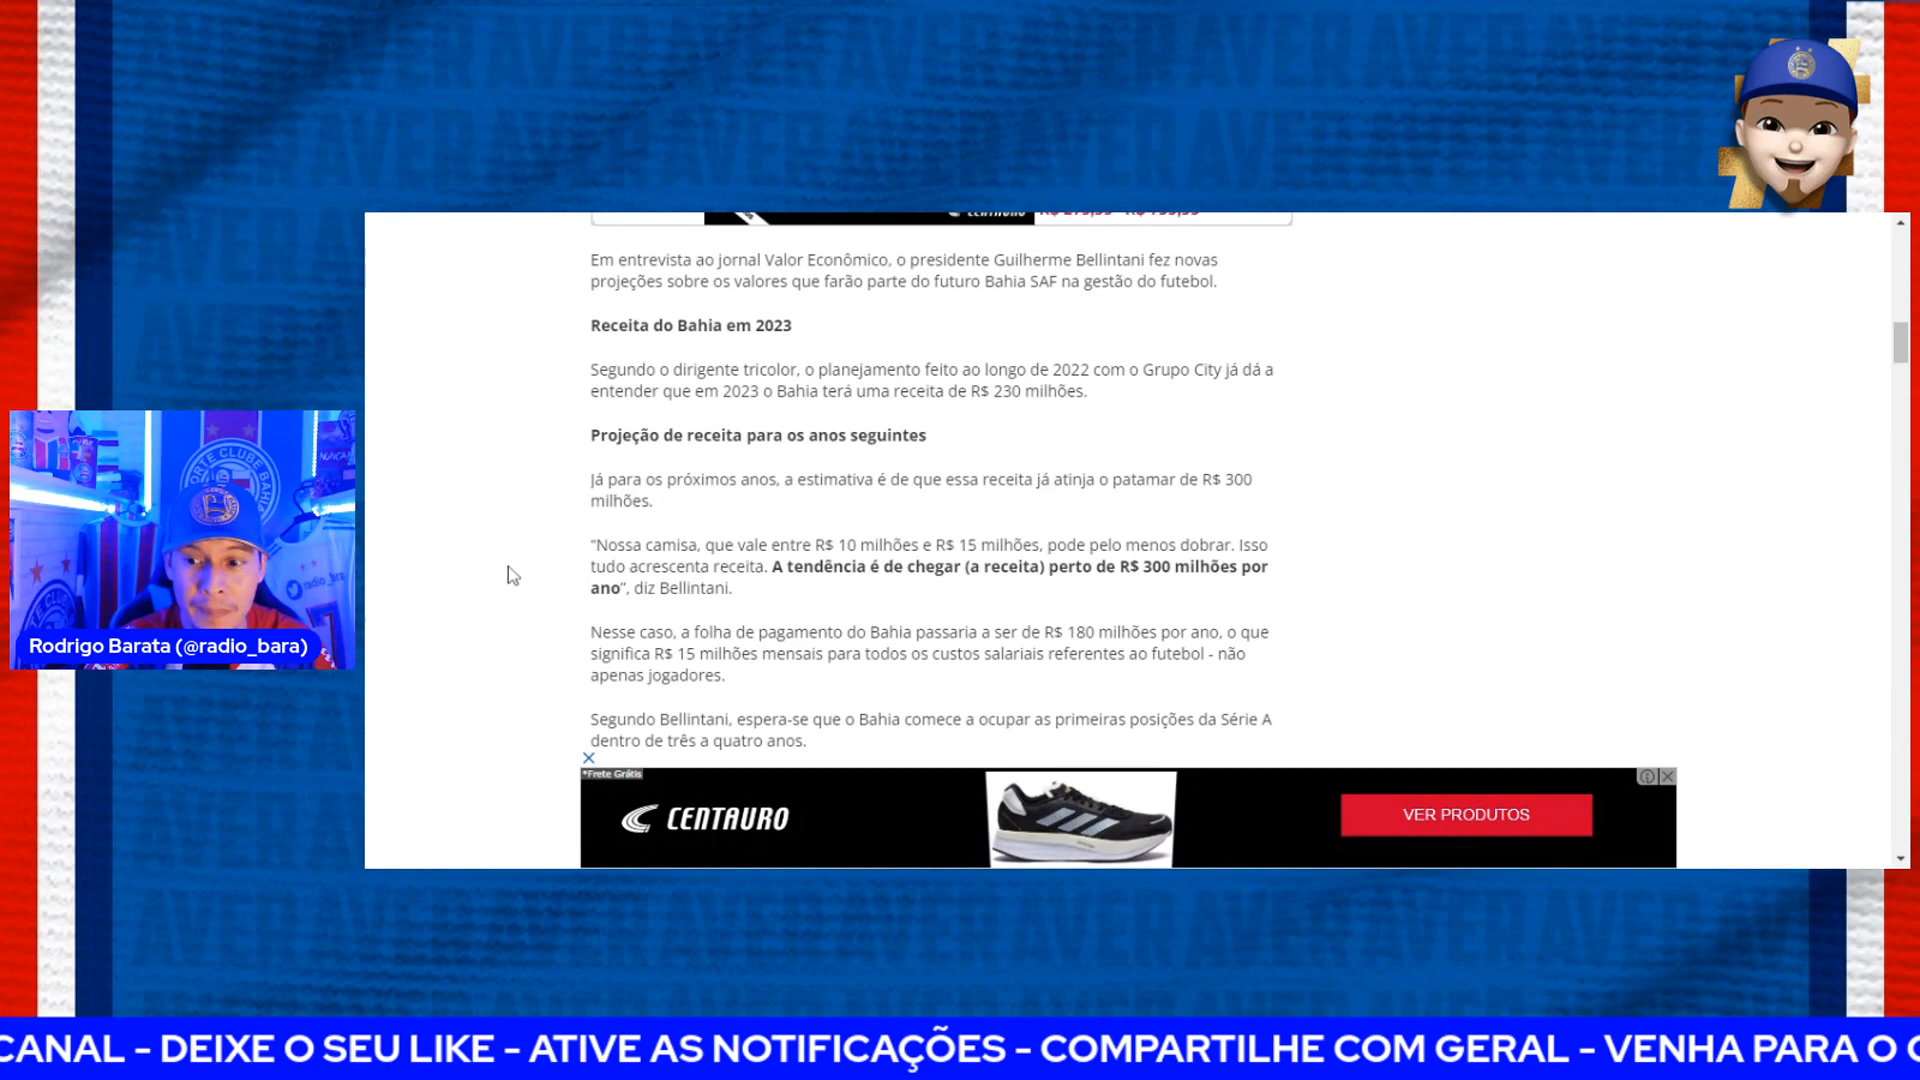 CENTAURO
Em entrevista ao jornal Valor Econômico, o presidente Guilherme Bellintani fez novas
projeções sobre os valores que farão parte do futuro Bahia SAF na gestão do futebol.
Receita do Bahia em 2023
Segundo o dirigente tricolor, o planejamento feito ao longo de 2022 com o Grupo City já dá a
entender que em 2023 o Bahia terá uma receita de R$ 230 milhões.
Projeção de receita para os anos seguintes
Já para os próximos anos, a estimativa é de que essa receita já atinja o patamar de R$ 300
milhões.
“Nossa camisa, que vale entre R$ 10 milhões e R$ 15 milhões, pode pelo menos dobrar. Isso
tudo acrescenta receita. A tendência é de chegar (a receita) perto de R$ 300 milhões por
ano”, diz Bellintani.
Nesse caso, a folha de pagamento do Bahia passaria a ser de R$ 180 milhões por ano, o que
significa R$ 15 milhões mensais para todos os custos salariais referentes ao futebol - não
apenas jogadores.
Segundo Bellintani, espera-se que o Bahia comece a ocupar as primeiras posições da Série A
dentro de três a quatro anos.
*Frete Grátis
CENTAURO
VER PRODUTOS
CLUBE BAHIA
radio_bara
Rodrigo Barata (@radio_bara)
CANAL - DEIXE O SEU LIKE - ATIVE AS NOTIFICAÇÕES - COMPARTILHE COM GERAL - VENHA PARA O